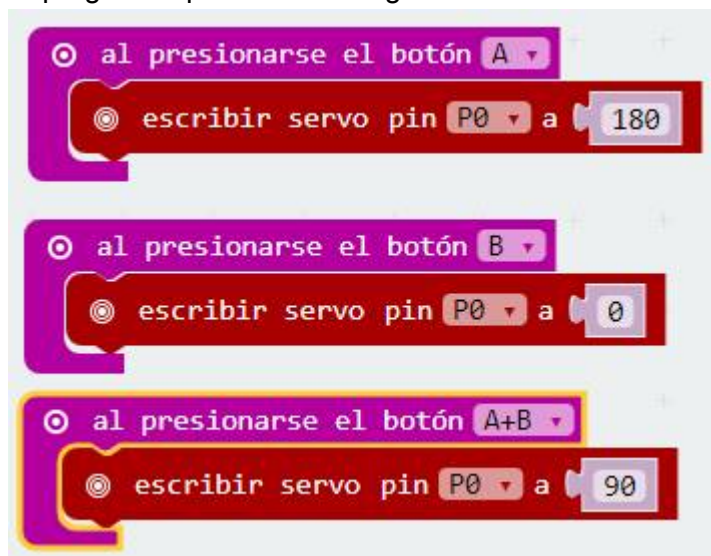 al presionarse el botón A
escribir servo pin P0 a 180
al presionarse el botón B
escribir servo pin P0 a 0
al presionarse el botón A+B
escribir servo pin P0 a 90